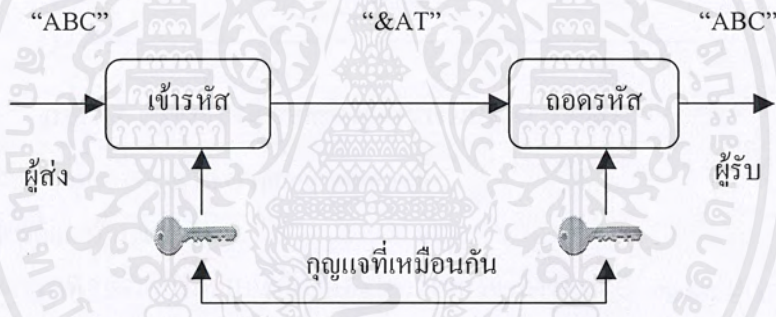 “ABC” “&AT” “ABC”
เข้ารหัส ถอดรหัส
ผู้ส่ง ผู้รับ
กุญแจที่เหมือนกัน